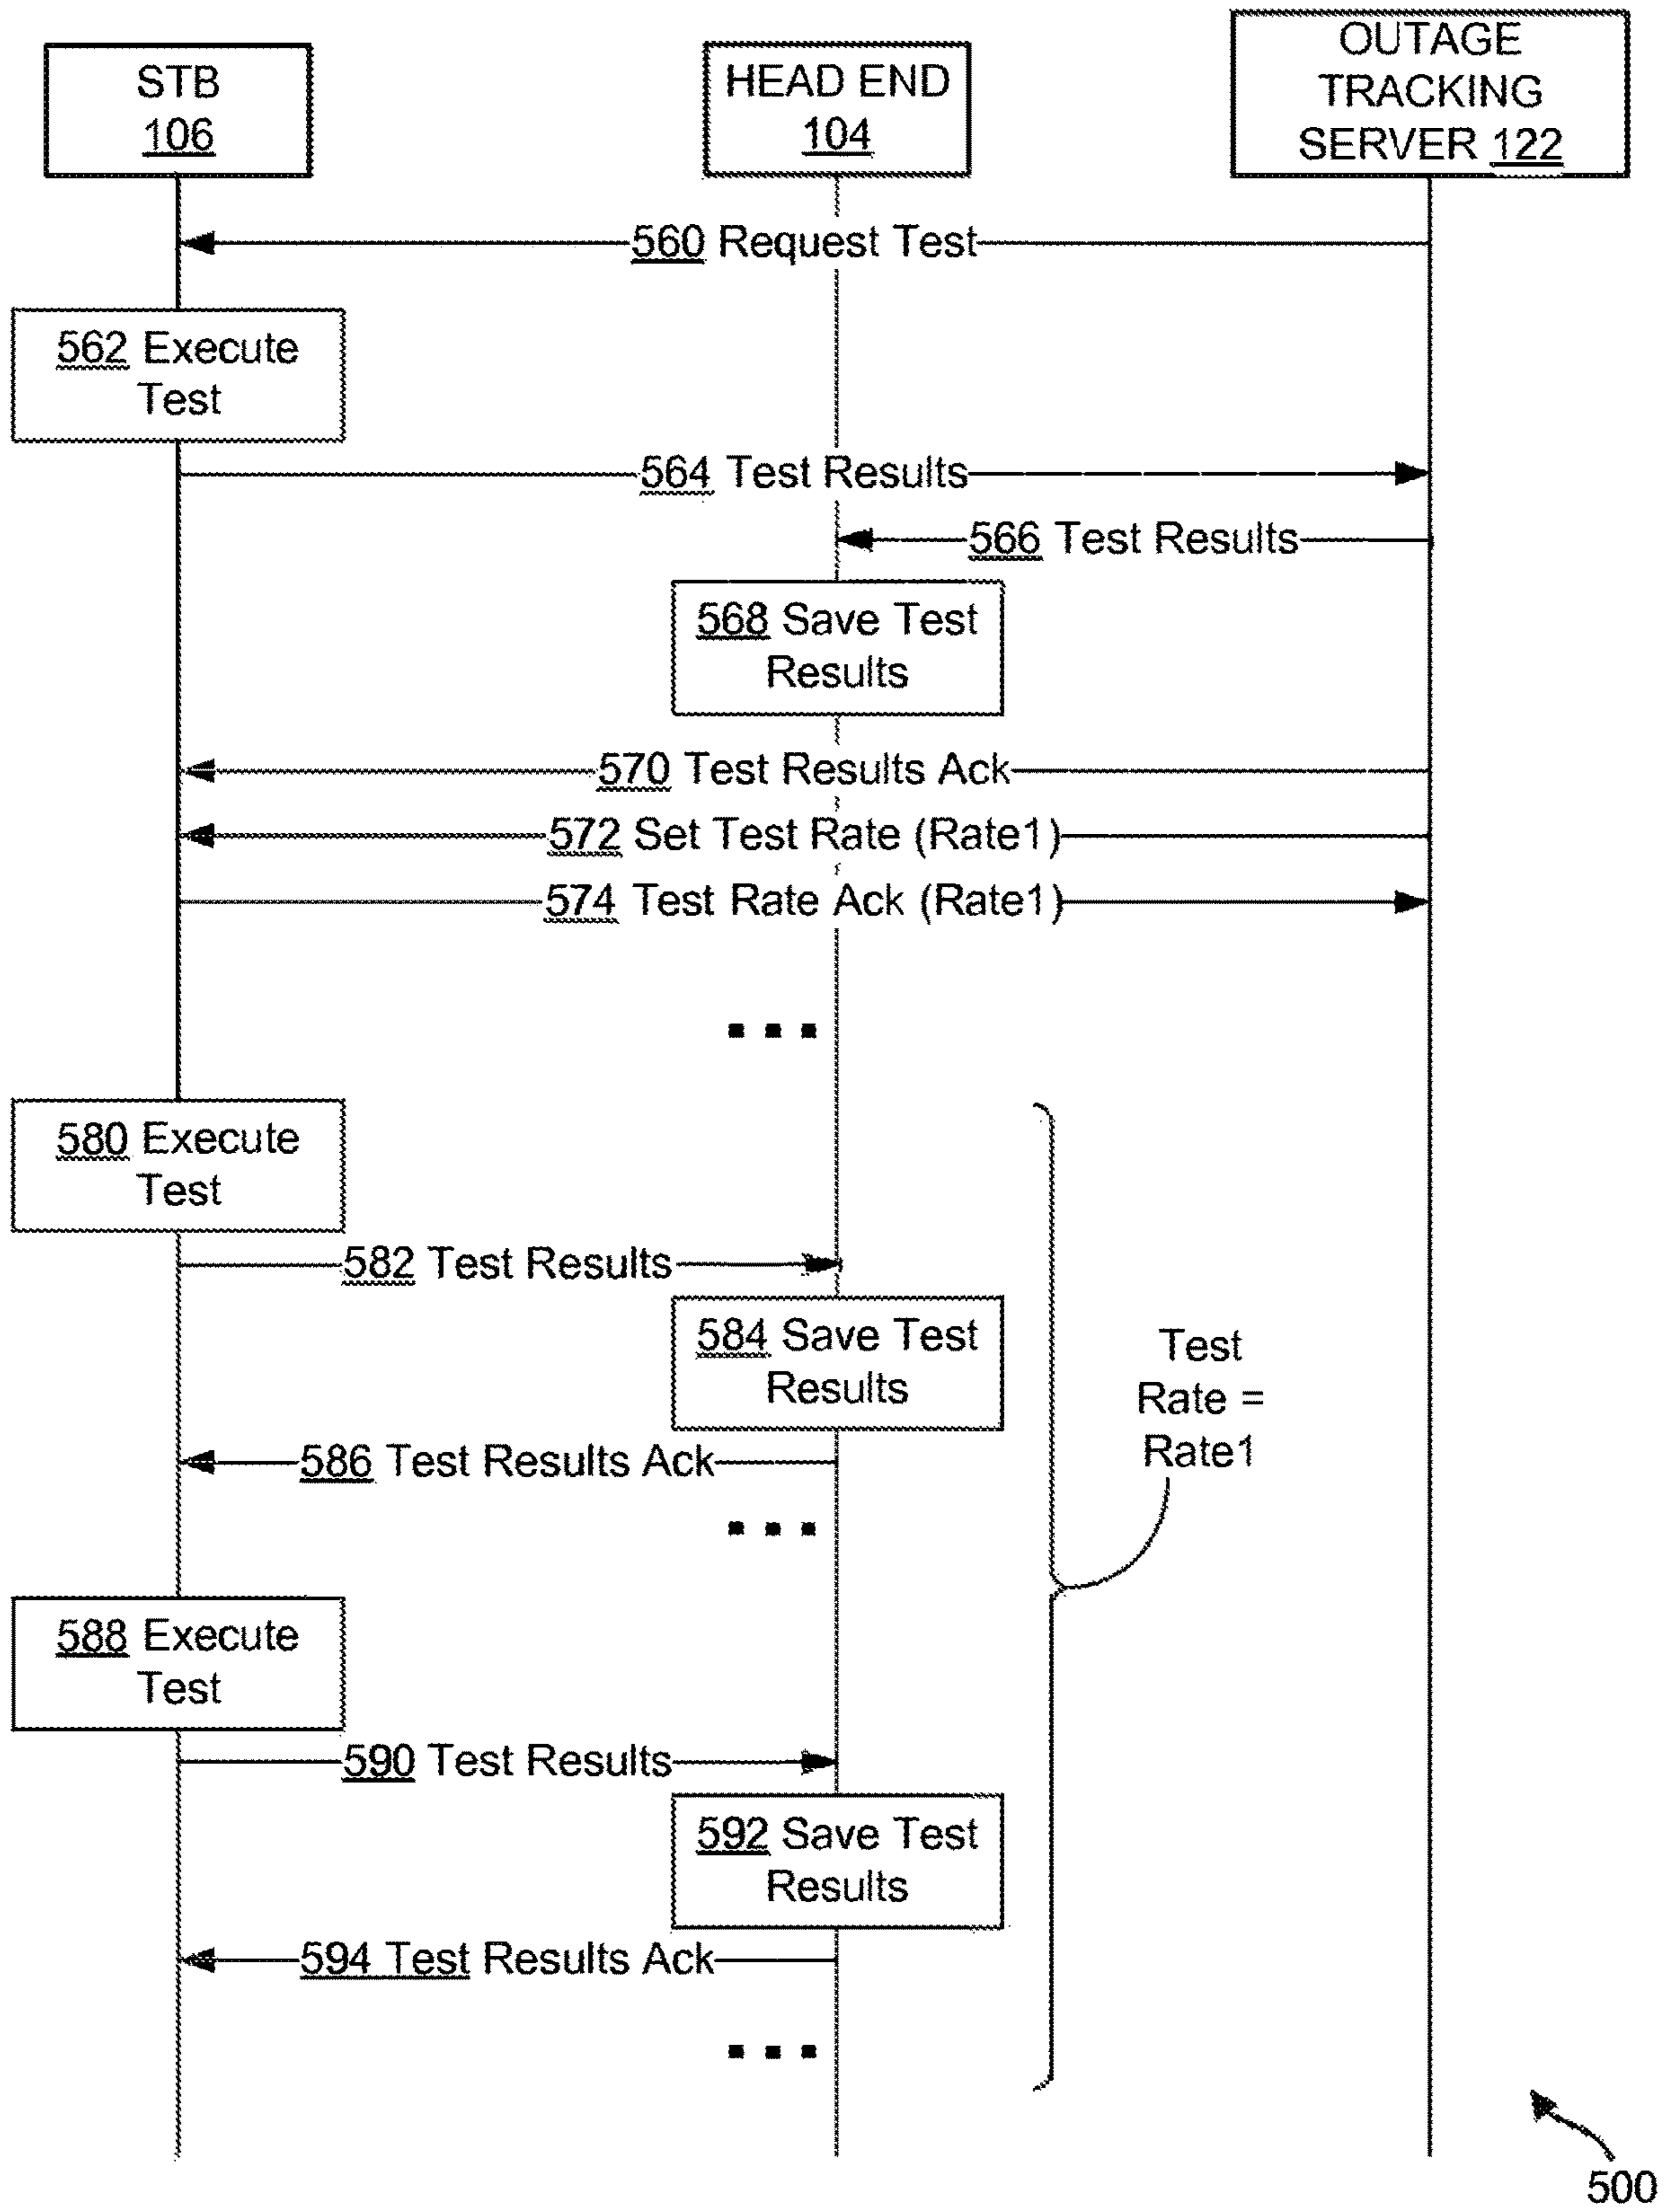 STB
106
HEAD END
104
OUTAGE
TRACKING
SERVER 122
560 Request Test
562 Execute
Test
564 Test Results
566 Test Results
568 Save Test
Results
570 Test Results Ack
572 Set Test Rate (Rate1)
574 Test Rate Ack (Rate1)
...
580 Execute
Test
582 Test Results
584 Save Test
Results
586 Test Results Ack
Test
Rate =
Rate1
...
588 Execute
Test
590 Test Results
592 Save Test
Results
594 Test Results Ack
...
500